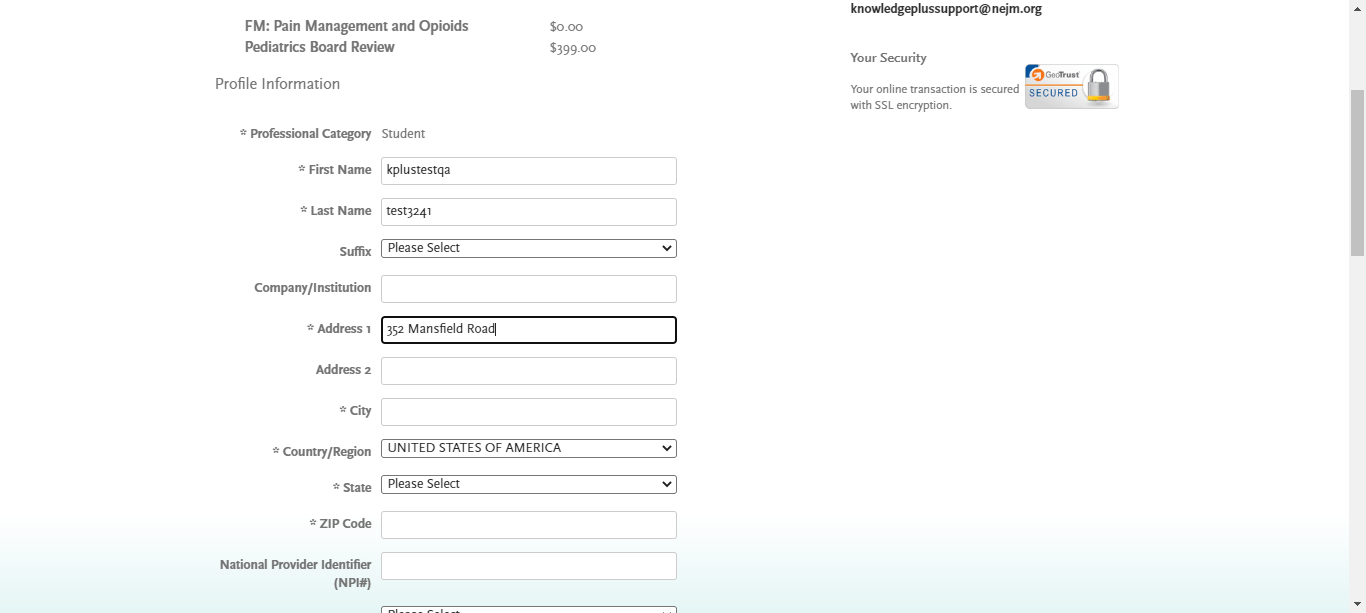 knowledgeplussupport@nejm.org
FM: Pain Management and Opioids $0.00
Pediatrics Board Review $399.00
Your Security
Your online transaction is secured
with SSL encryption.
GeoTrust
SECURED
Profile Information
* Professional Category Student
* First Name kplustestqa
* Last Name test3241
Suffix Please Select
Company/Institution
* Address 1 352 Mansfield Road
Address 2
* City
* Country/Region UNITED STATES OF AMERICA
* State Please Select
* ZIP Code
National Provider Identifier
(NPI#)
Please Select